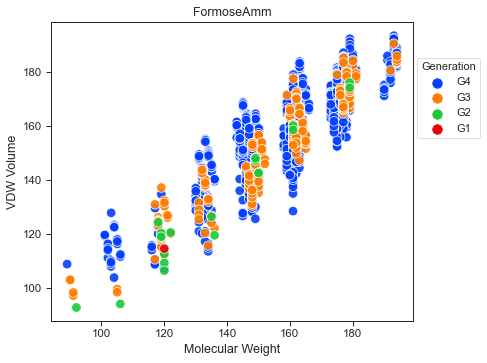 FormoseAmm
VDW Volume
180
160
140
120
100
100
120
140
160
180
Molecular Weight
Generation
G4
G3
G2
G1